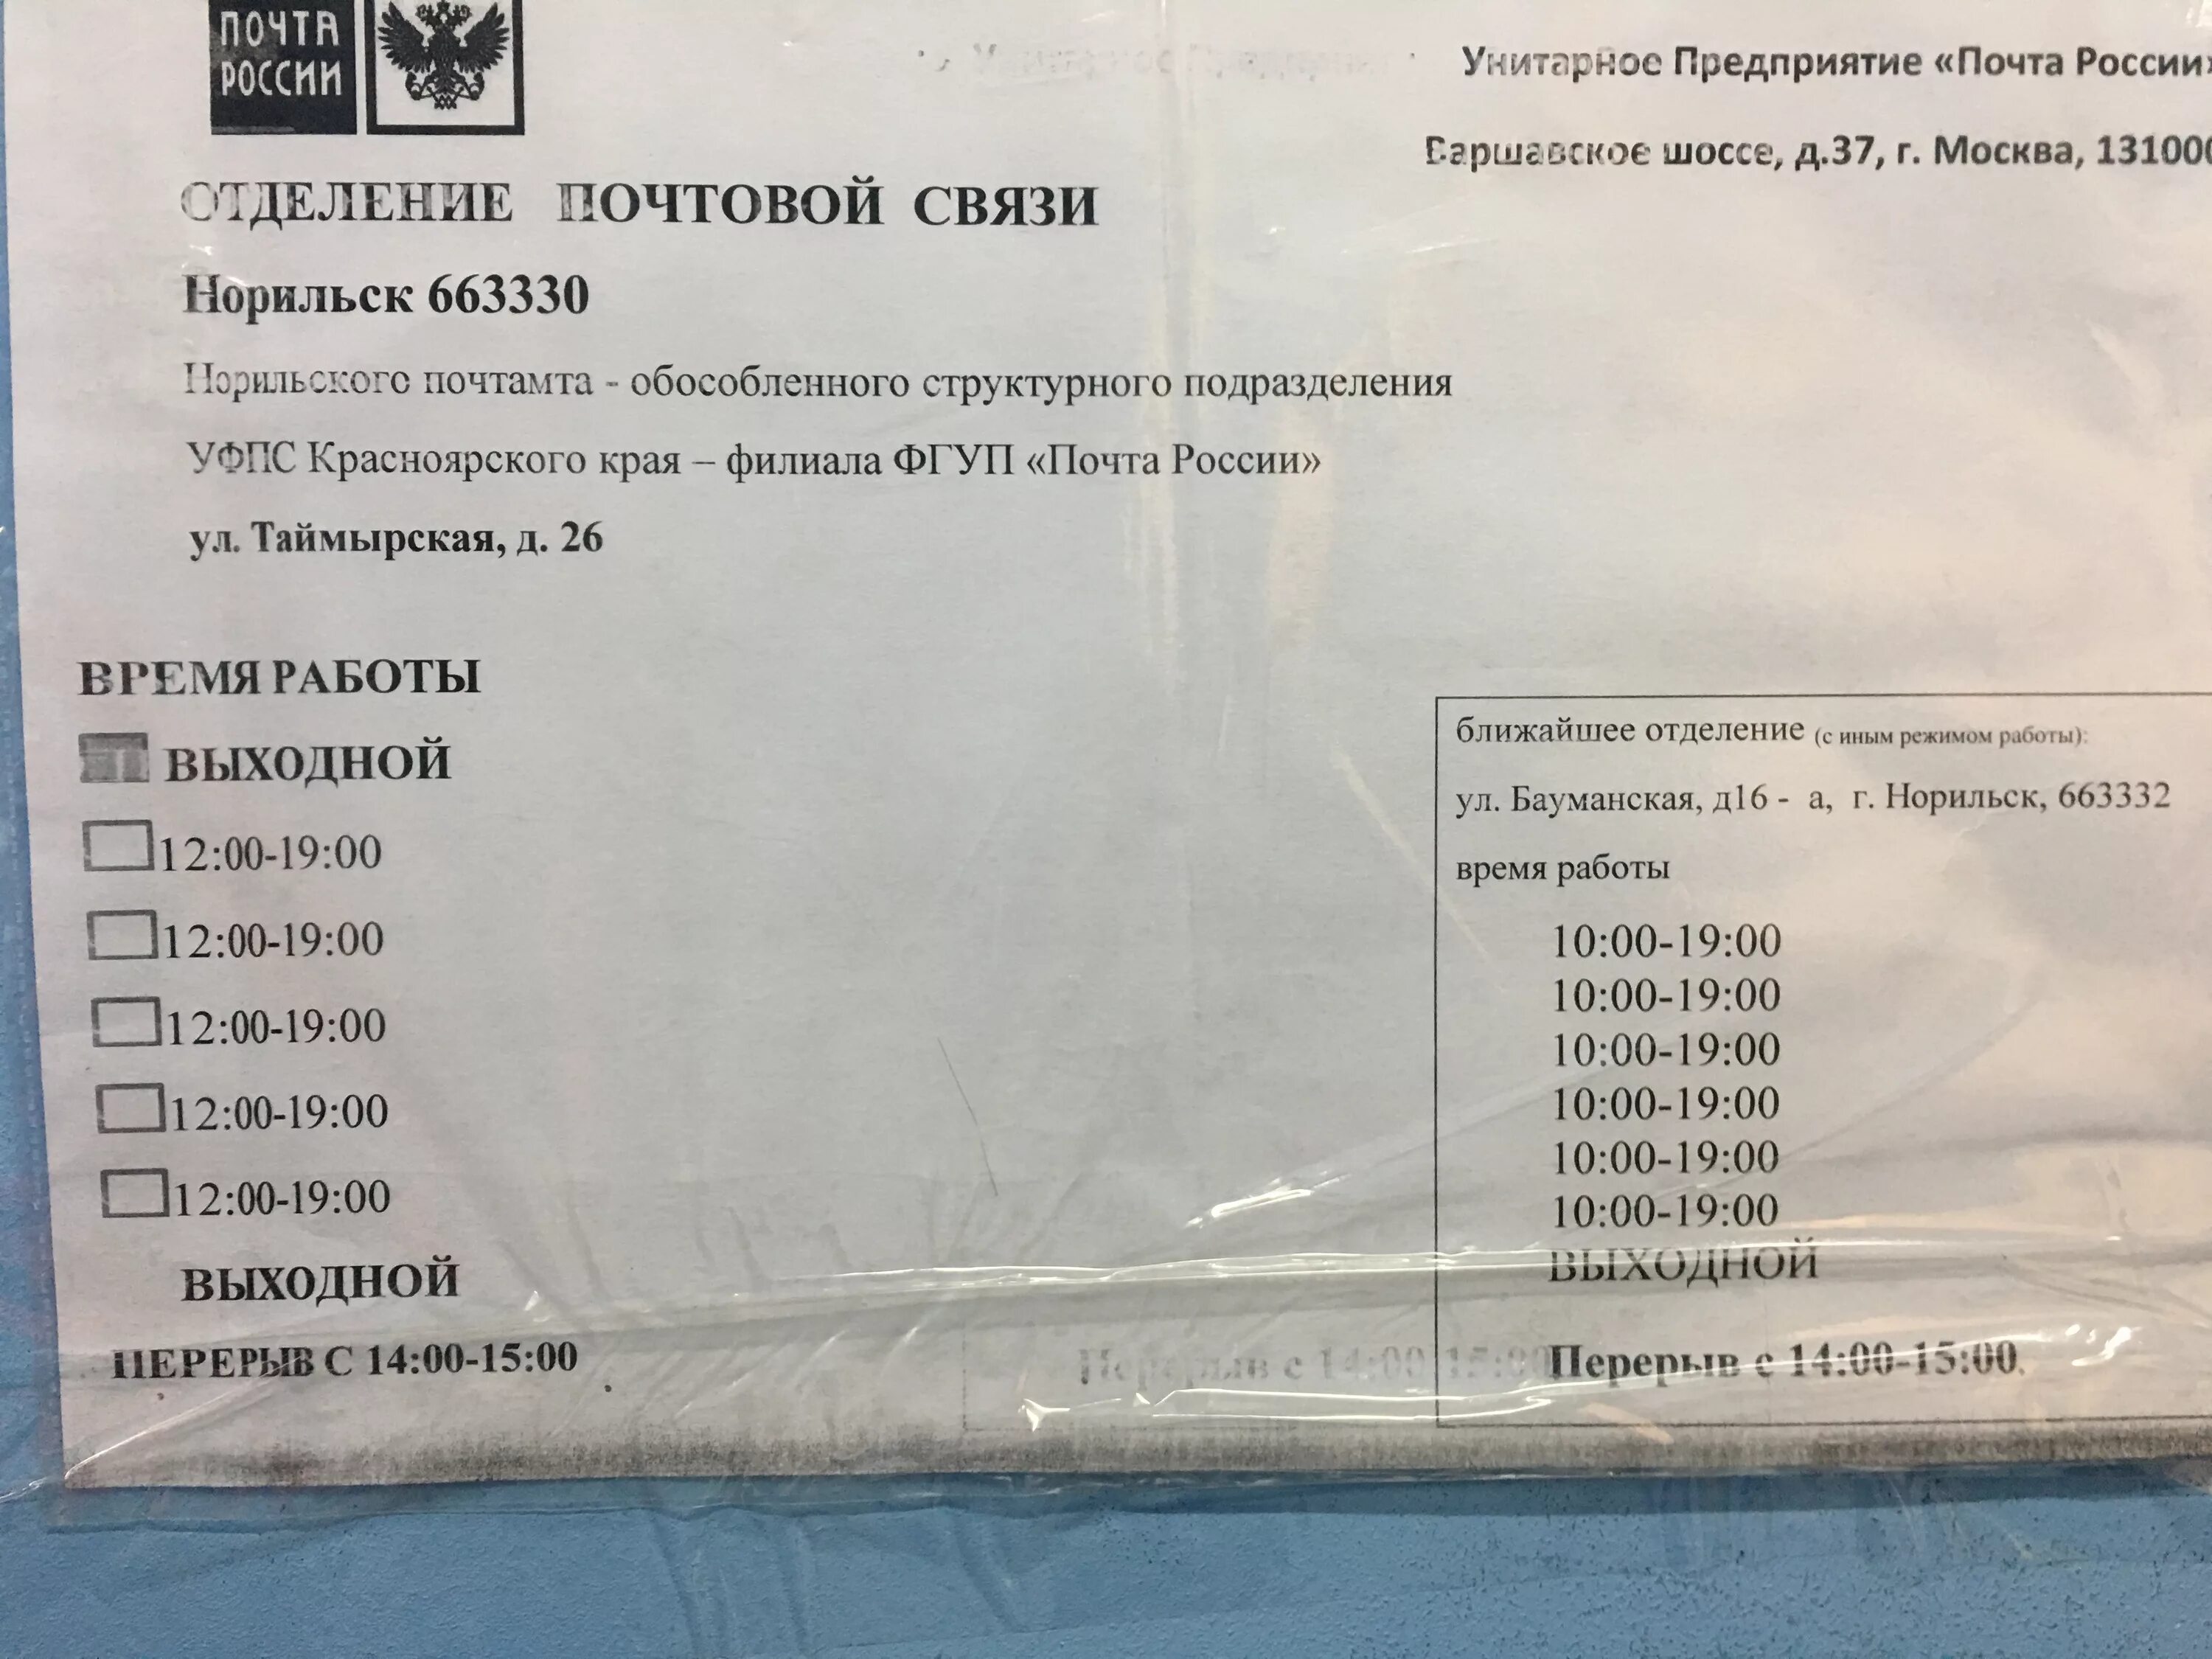 ПОЧТА
РОССИИ
Унитарное Предприятие «Почта России»
Варшавское шоссе, д.37, г. Москва, 131000
ОТДЕЛЕНИЕ ПОЧТОВОЙ СВЯЗИ
Норильск 663330
Норильского почтамта - обособленного структурного подразделения
УФПС Красноярского края – филиала ФГУП «Почта России»
ул. Таймырская, д. 26
ВРЕМЯ РАБОТЫ
ВЫХОДНОЙ
12:00-19:00
12:00-19:00
12:00-19:00
12:00-19:00
12:00-19:00
ВЫХОДНОЙ
ПЕРЕРЫВ С 14:00-15:00
ближайшее отделение (с иным режимом работы):
ул. Бауманская, д16 - а, г. Норильск, 663332
время работы
10:00-19:00
10:00-19:00
10:00-19:00
10:00-19:00
10:00-19:00
10:00-19:00
ВЫХОДНОЙ
Перерыв с 14:00-15:00